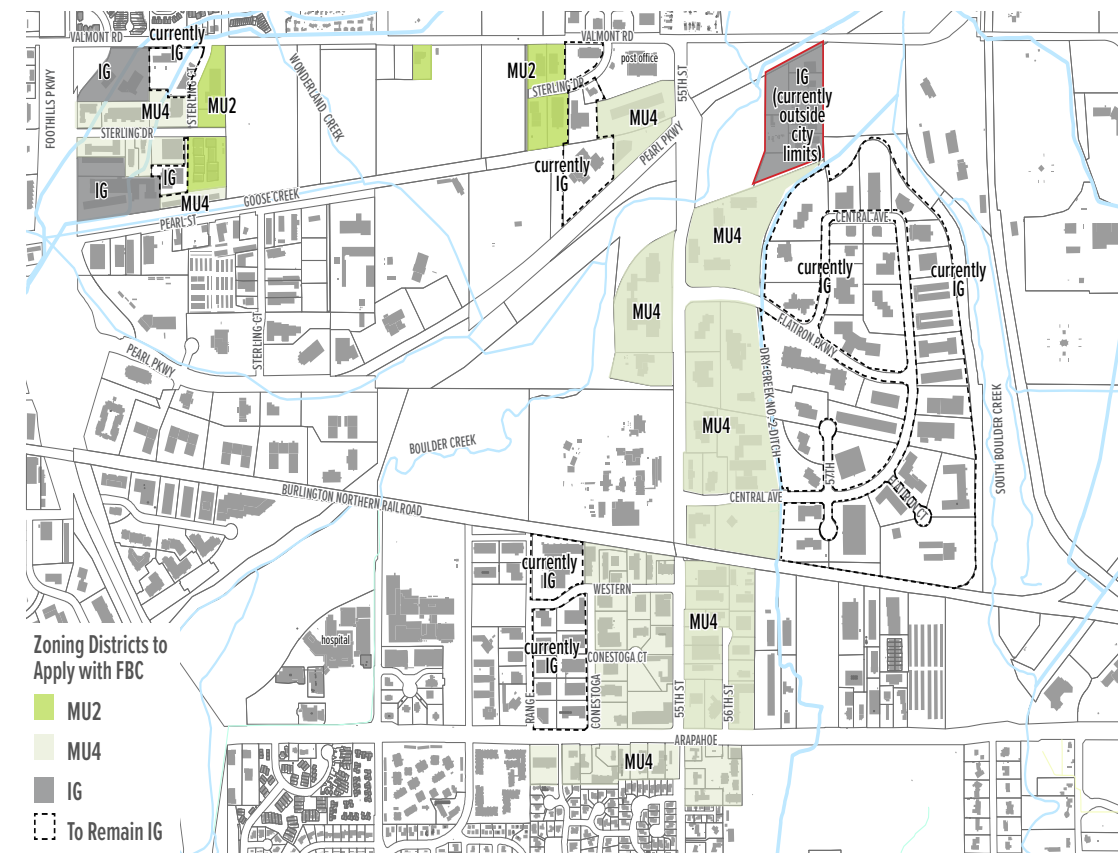 VALMONT RD
currently
IG
VALMONT RD
IG
FOOTHILLS PKWY
STERLING CT
MU2
MU4
STERLING DR
WONDERLAND CREEK
MU2
STERLING DR
post office
55TH ST
MU4
PEARL PKWY
IG
(currently
outside
city
limits)
IG
IG
MU4
PEARL ST
GOOSE CREEK
currently
IG
CENTRAL AVE
MU4
currently
IG
currently
IG
MU4
FLATIRON PKWY
STERLING CT
PEARL PKWY
DRY CREEK NO. 2 DITCH
SOUTH BOULDER CREEK
MU4
BOULDER CREEK
57TH
FLATIRON CT
BURLINGTON NORTHERN RAILROAD
CENTRAL AVE
currently
IG
WESTERN
MU4
hospital
currently
IG
CONESTOGA CT
RANGE
CONESTOGA
55TH ST
56TH ST
ARAPAHOE
MU4
Zoning Districts to
Apply with FBC
MU2
MU4
IG
To Remain IG